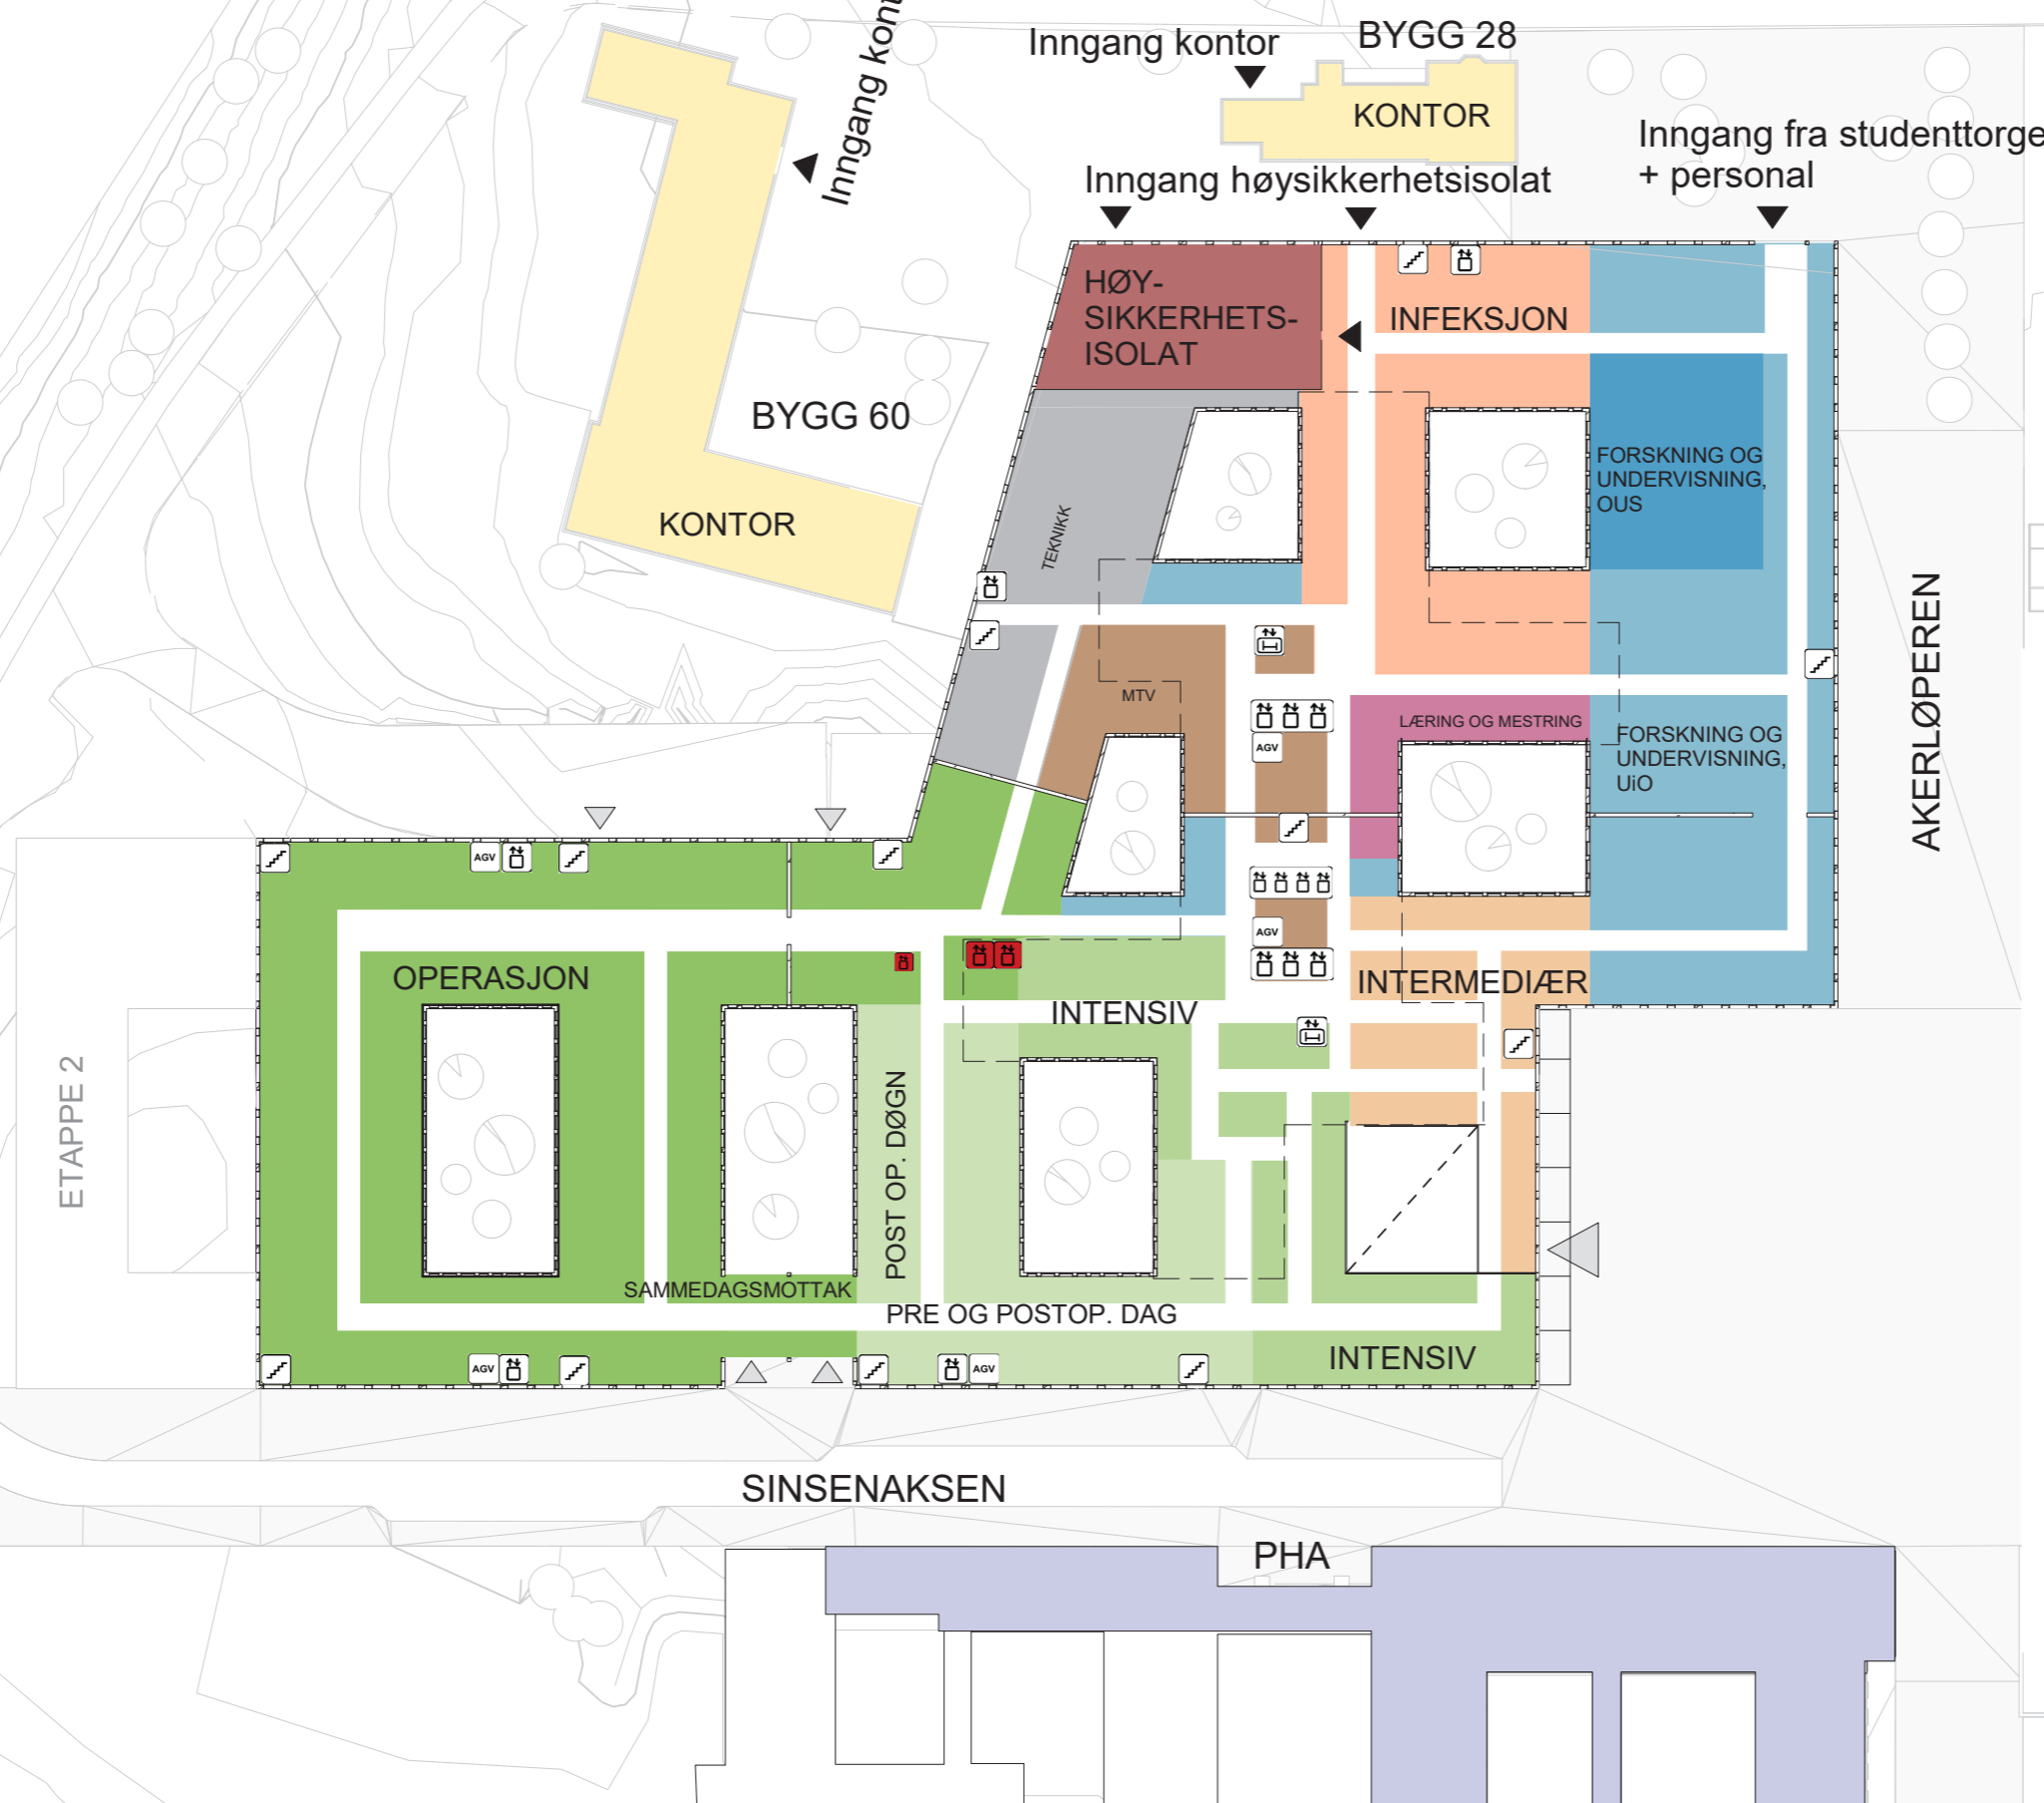 Inngang kontor
BYGG 28
KONTOR
Inngang kont
Inngang fra studenttorge
+ personal
Inngang høysikkerhetsisolat
HØY-
SIKKERHETS-
ISOLAT
INFEKSJON
BYGG 60
KONTOR
FORSKNING OG
UNDERVISNING,
OUS
TEKNIKK
MTV
LÆRING OG MESTRING
AGV
FORSKNING OG
UNDERVISNING,
UiO
AKERLØPEREN
AGV
AGV
OPERASJON
INTERMEDIÆR
INTENSIV
ETAPPE 2
POST OP. DØGN
SAMMEDAGSMOTTAK
PRE OG POSTOP. DAG
INTENSIV
AGV
AGV
SINSENAKSEN
PHA